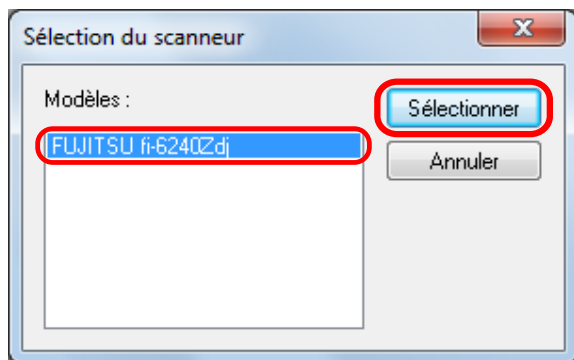 Sélection du scanneur
Modèles :
FUJITSU fi-6240Zdj
Sélectionner
Annuler